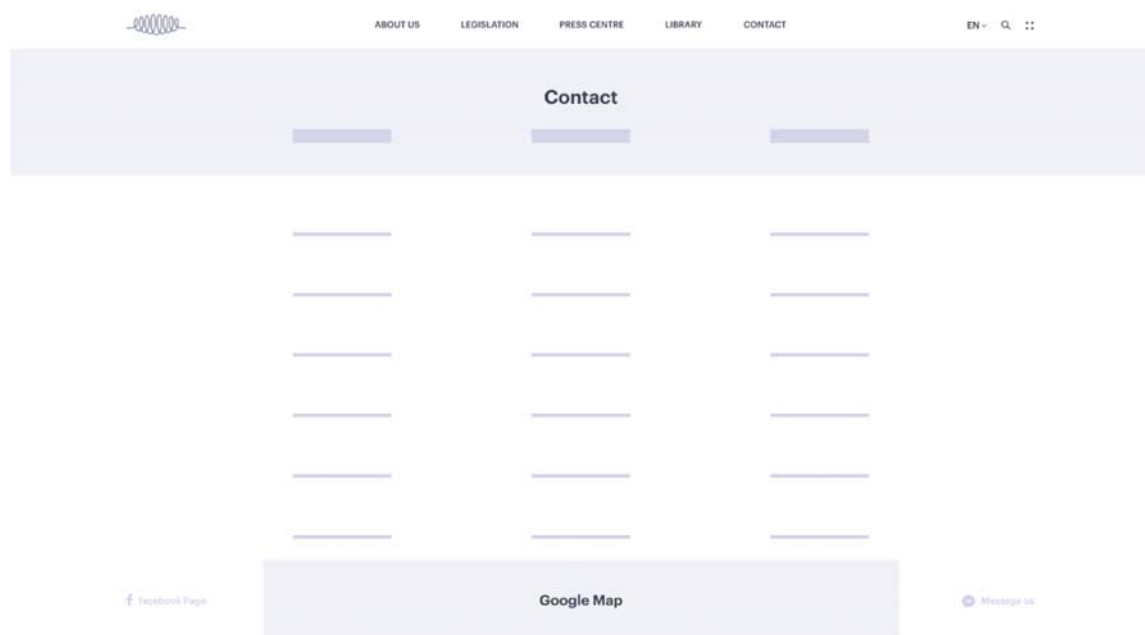 ABOUT US LEGISLATION PRESS CENTRE LIBRARY CONTACT EN
Contact
Google Map
facebook Page
Message us